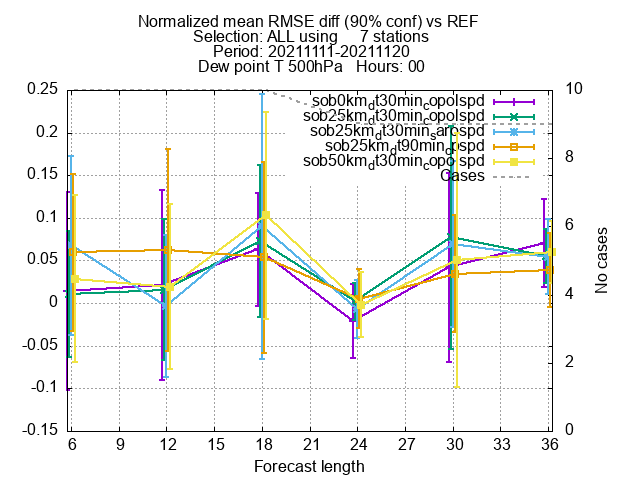 Normalized mean RMSE diff (90% conf) vs REF
Selection: ALL using 7 stations
Period: 20211111-20211120
Dew point T 500hPa Hours: 00
0.25
0.2
0.15
0.1
0.05
0
-0.05
-0.1
-0.15
10
8
6
4
2
0
No cases
sob0km_dt30min_copolspd
sob25km_dt30min_copolspd
sob25km_dt30min_sarospd
sob25km_dt90min_cpspd
sob50km_dt30min_copolspd
Cases
6 9 12 15 18 21 24 27 30 33 36
Forecast length